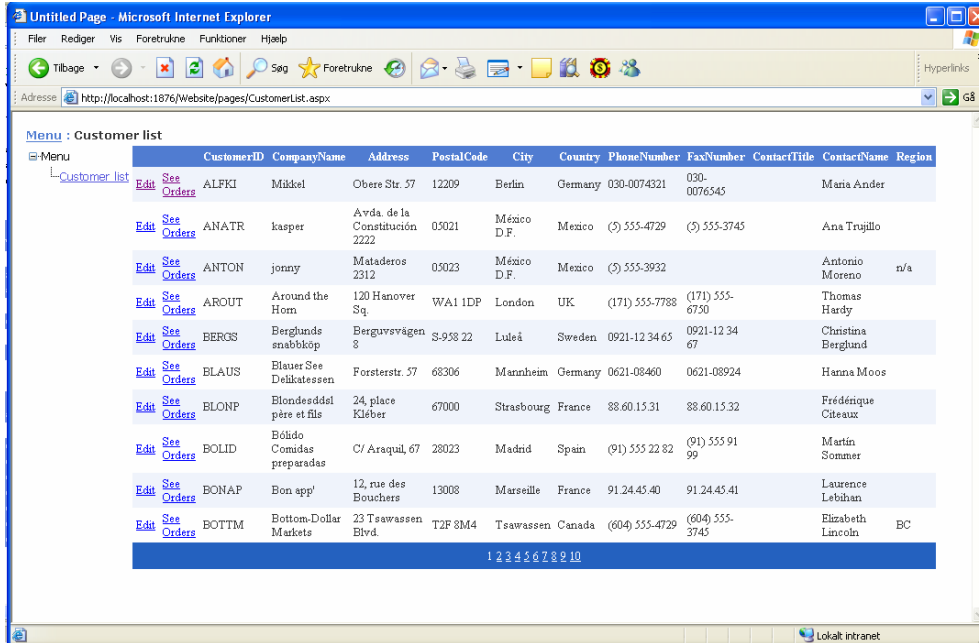 Untitled Page - Microsoft Internet Explorer
Filer Rediger Vis Foretrukne Funktioner Hjælp
Tilbage Søg Foretrukne Hyperlinks
Adresse http://localhost:1876/Website/pages/CustomerList.aspx Gå
Menu : Customer list
Menu
Customer list
CustomerID CompanyName Address PostalCode City Country PhoneNumber FaxNumber ContactTitle ContactName Region
Edit See Orders ALFKI Mikkel Obere Str. 57 12209 Berlin Germany 030-0074321 030-0076545 Maria Ander
Edit See Orders ANATR kasper Avda. de la Constitución 2222 05021 México D.F. Mexico (5) 555-4729 (5) 555-3745 Ana Trujillo
Edit See Orders ANTON jonny Mataderos 2312 05023 México D.F. Mexico (5) 555-3932 Antonio Moreno n/a
Edit See Orders AROUT Around the Horn 120 Hanover Sq. WA1 1DP London UK (171) 555-7788 (171) 555-6750 Thomas Hardy
Edit See Orders BERGS Berglunds snabbköp Berguvsvägen 8 S-958 22 Luleå Sweden 0921-12 34 65 0921-12 34 67 Christina Berglund
Edit See Orders BLAUS Blauer See Delikatessen Forsterstr. 57 68306 Mannheim Germany 0621-08460 0621-08924 Hanna Moos
Edit See Orders BLONP Blondesddsl père et fils 24, place Kléber 67000 Strasbourg France 88.60.15.31 88.60.15.32 Frédérique Citeaux
Edit See Orders BOLID Bólido Comidas preparadas C/ Araquil, 67 28023 Madrid Spain (91) 555 22 82 (91) 555 91 99 Martín Sommer
Edit See Orders BONAP Bon app' 12, rue des Bouchers 13008 Marseille France 91.24.45.40 91.24.45.41 Laurence Lebihan
Edit See Orders BOTTM Bottom-Dollar Markets 23 Tsawassen Blvd. T2F 8M4 Tsawassen Canada (604) 555-4729 (604) 555-3745 Elizabeth Lincoln BC
1 2 3 4 5 6 7 8 9 10
Lokalt intranet